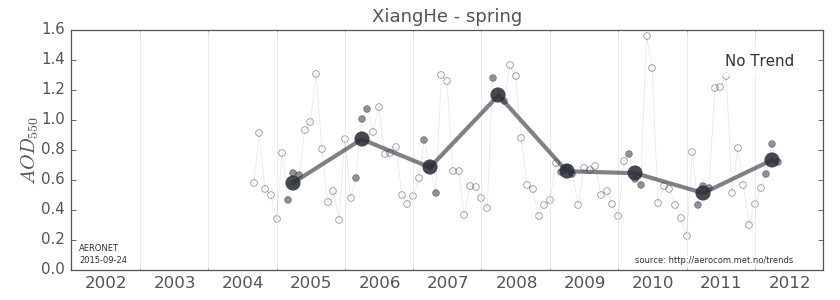 XiangHe - spring
1.6
1.4
1.2
1.0
0.8
0.6
0.4
0.2
0.0
AOD550
No Trend
AERONET
2015-09-24
source: http://aerocom.met.no/trends
2002 2003 2004 2005 2006 2007 2008 2009 2010 2011 2012